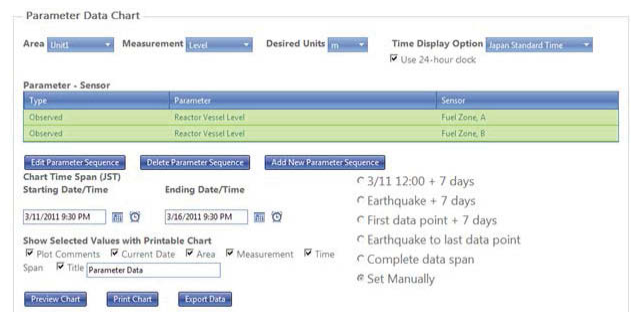 Parameter Data Chart
Area Unit1 Measurement Level Desired Units m Time Display Option Japan Standard Time
Use 24-hour clock
Parameter - Sensor
Type Parameter Sensor
Observed Reactor Vessel Level Fuel Zone, A
Observed Reactor Vessel Level Fuel Zone, B
Edit Parameter Sequence Delete Parameter Sequence Add New Parameter Sequence
Chart Time Span (JST)
Starting Date/Time Ending Date/Time
3/11/2011 9:30 PM 3/16/2011 9:30 PM
3/11 12:00 + 7 days
Earthquake + 7 days
First data point + 7 days
Earthquake to last data point
Complete data span
Set Manually
Show Selected Values with Printable Chart
Plot Comments Current Date Area Measurement Time
Span Title Parameter Data
Preview Chart Print Chart Export Data